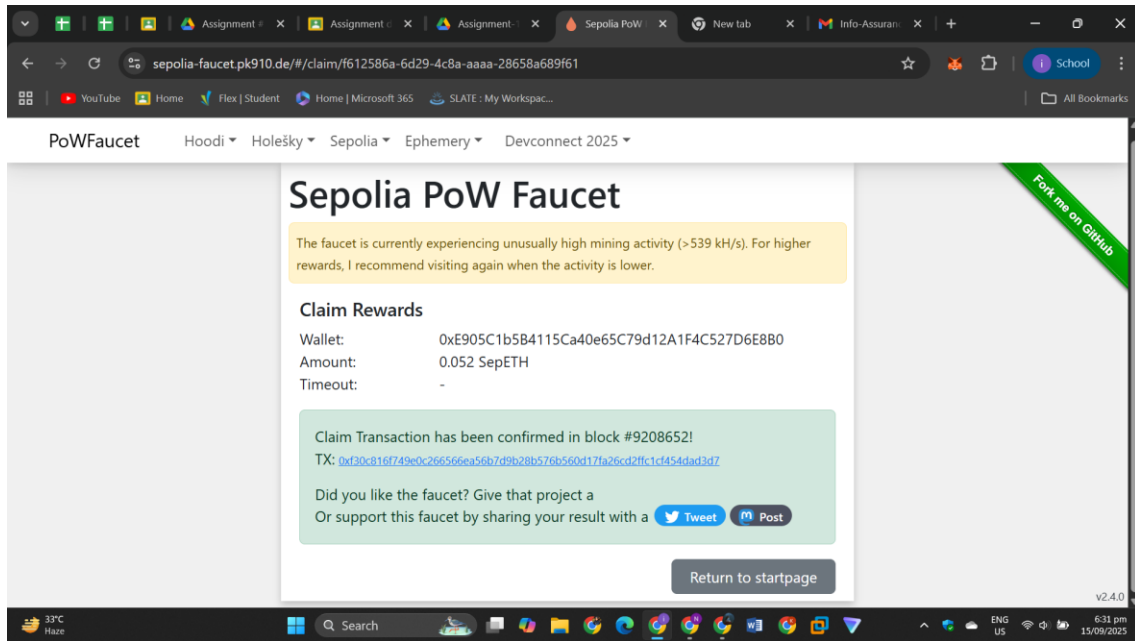 Assignment #
Assignment d
Assignment-1
Sepolia PoW
New tab
Info-Assuran
sepolia-faucet.pk910.de/#/claim/f612586a-6d29-4c8a-aaaa-28658a689f61
i School
YouTube
Home
Flex | Student
Home | Microsoft 365
SLATE : My Workspac...
All Bookmarks
PoWFaucet
Hoodi
Holešky
Sepolia
Ephemery
Devconnect 2025
Fork me on GitHub
Sepolia PoW Faucet
The faucet is currently experiencing unusually high mining activity (>539 kH/s). For higher
rewards, I recommend visiting again when the activity is lower.
Claim Rewards
Wallet: 0xE905C1b5B4115Ca40e65C79d12A1F4C527D6E8B0
Amount: 0.052 SepETH
Timeout: -
Claim Transaction has been confirmed in block #9208652!
TX: 0xf30c816f749e0c266566ea56b7d9b28b576b560d17fa26cd2ffc1cf454dad3d7
Did you like the faucet? Give that project a
Or support this faucet by sharing your result with a Tweet Post
Return to startpage
v2.4.0
33°C
Haze
Search
ENG
US
6:31 pm
15/09/2025